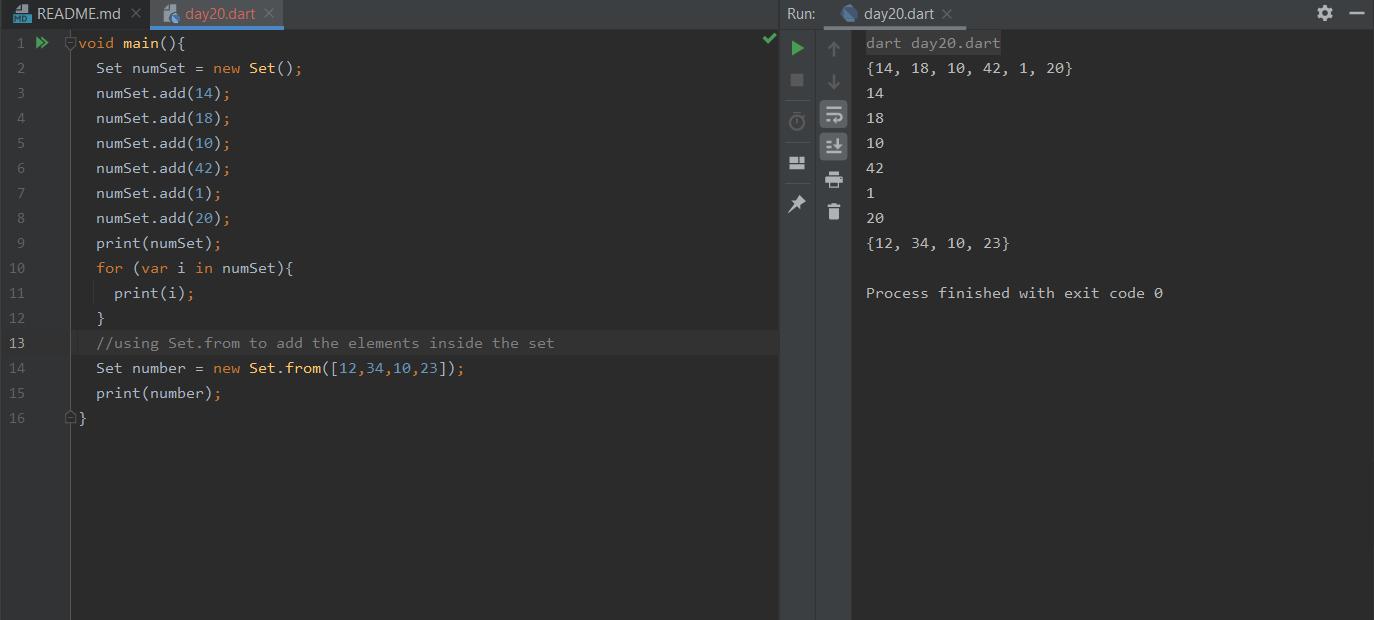 README.md
day20.dart
1 void main(){
2 Set numSet = new Set();
3 numSet.add(14);
4 numSet.add(18);
5 numSet.add(10);
6 numSet.add(42);
7 numSet.add(1);
8 numSet.add(20);
9 print(numSet);
10 for (var i in numSet){
11 print(i);
12 }
13 //using Set.from to add the elements inside the set
14 Set number = new Set.from([12,34,10,23]);
15 print(number);
16 }
Run: day20.dart
dart day20.dart
{14, 18, 10, 42, 1, 20}
14
18
10
42
1
20
{12, 34, 10, 23}
Process finished with exit code 0